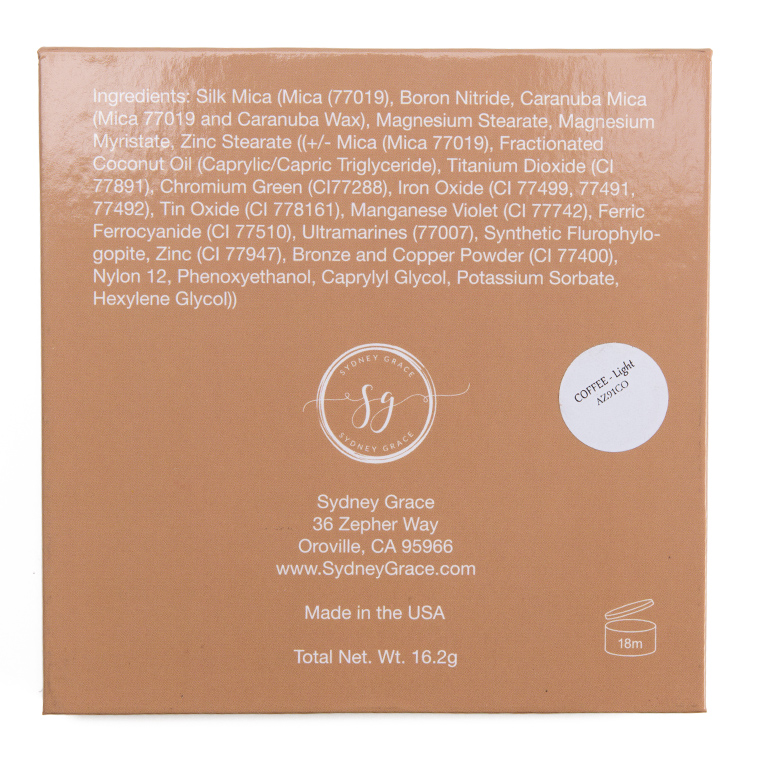 Ingredients: Silk Mica (Mica (77019), Boron Nitride, Caranuba Mica
(Mica 77019 and Caranuba Wax), Magnesium Stearate, Magnesium
Myristate, Zinc Stearate ((+/- Mica (Mica 77019), Fractionated
Coconut Oil (Caprylic/Capric Triglyceride), Titanium Dioxide (CI
77891), Chromium Green (CI77288), Iron Oxide (CI 77499, 77491,
77492), Tin Oxide (CI 778161), Manganese Violet (CI 77742), Ferric
Ferrocyanide (CI 77510), Ultramarines (77007), Synthetic Flurophylo-
gopite, Zinc (CI 77947), Bronze and Copper Powder (CI 77400),
Nylon 12, Phenoxyethanol, Caprylyl Glycol, Potassium Sorbate,
Hexylene Glycol))
SYDNEY GRACE
sg
SYDNEY GRACE
COFFEE - Light
AZ91CO
Sydney Grace
36 Zepher Way
Oroville, CA 95966
www.SydneyGrace.com
Made in the USA
Total Net. Wt. 16.2g
18m